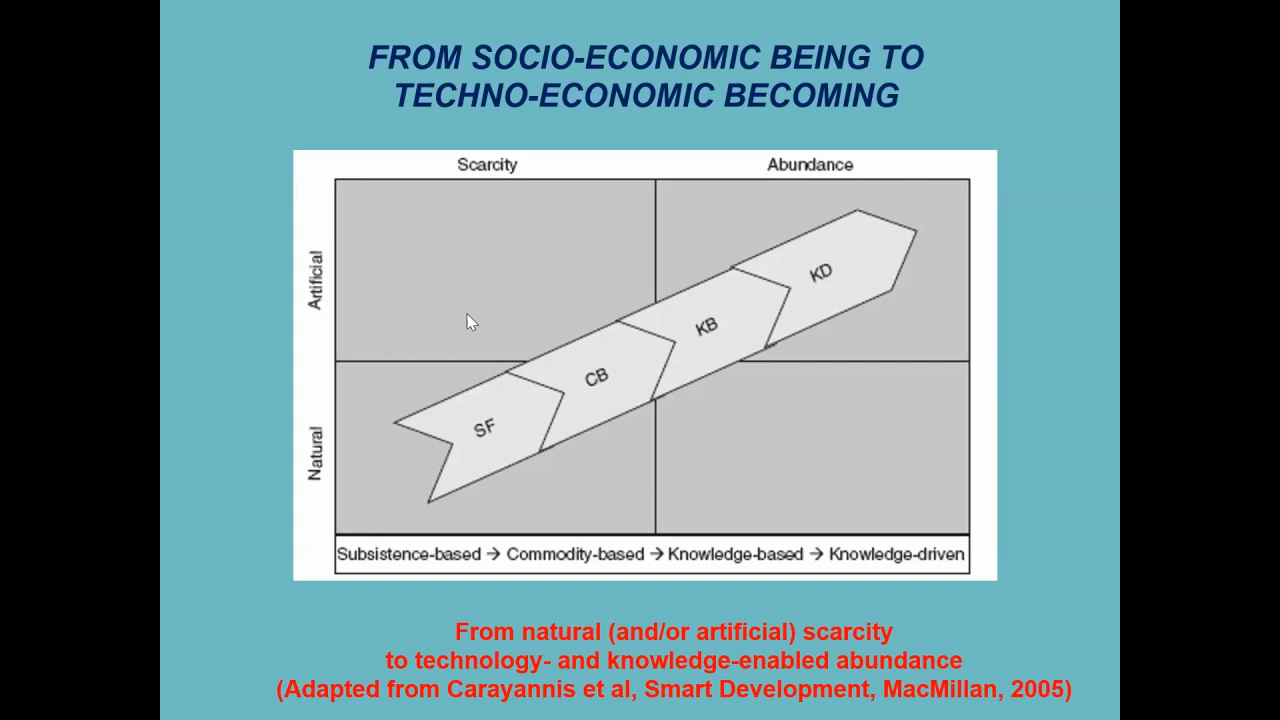 FROM SOCIO-ECONOMIC BEING TO
TECHNO-ECONOMIC BECOMING
Scarcity
Abundance
Artificial
Natural
KD
KB
CB
SF
Subsistence-based → Commodity-based → Knowledge-based → Knowledge-driven
From natural (and/or artificial) scarcity
to technology- and knowledge-enabled abundance
(Adapted from Carayannis et al, Smart Development, MacMillan, 2005)